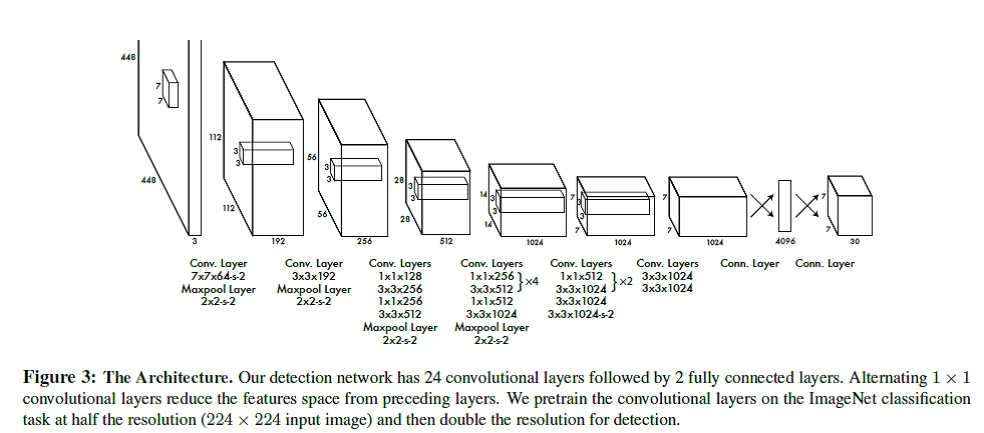 448
7
7
448
3
112
3
3
112
192
56
3
3
56
256
28
3
3
28
512
14
3
3
14
1024
7
3
3
7
1024
7
7
1024
4096
7
7
30
Conv. Layer
7x7x64-s-2
Maxpool Layer
2x2-s-2
Conv. Layer
3x3x192
Maxpool Layer
2x2-s-2
Conv. Layers
1x1x128
3x3x256
1x1x256
3x3x512
Maxpool Layer
2x2-s-2
Conv. Layers
1x1x256
3x3x512 }×4
1x1x512
3x3x1024
Maxpool Layer
2x2-s-2
Conv. Layers
1x1x512
3x3x1024 }×2
3x3x1024
3x3x1024-s-2
Conv. Layers
3x3x1024
3x3x1024
Conn. Layer
Conn. Layer
Figure 3: The Architecture. Our detection network has 24 convolutional layers followed by 2 fully connected layers. Alternating 1 × 1
convolutional layers reduce the features space from preceding layers. We pretrain the convolutional layers on the ImageNet classification
task at half the resolution (224 × 224 input image) and then double the resolution for detection.